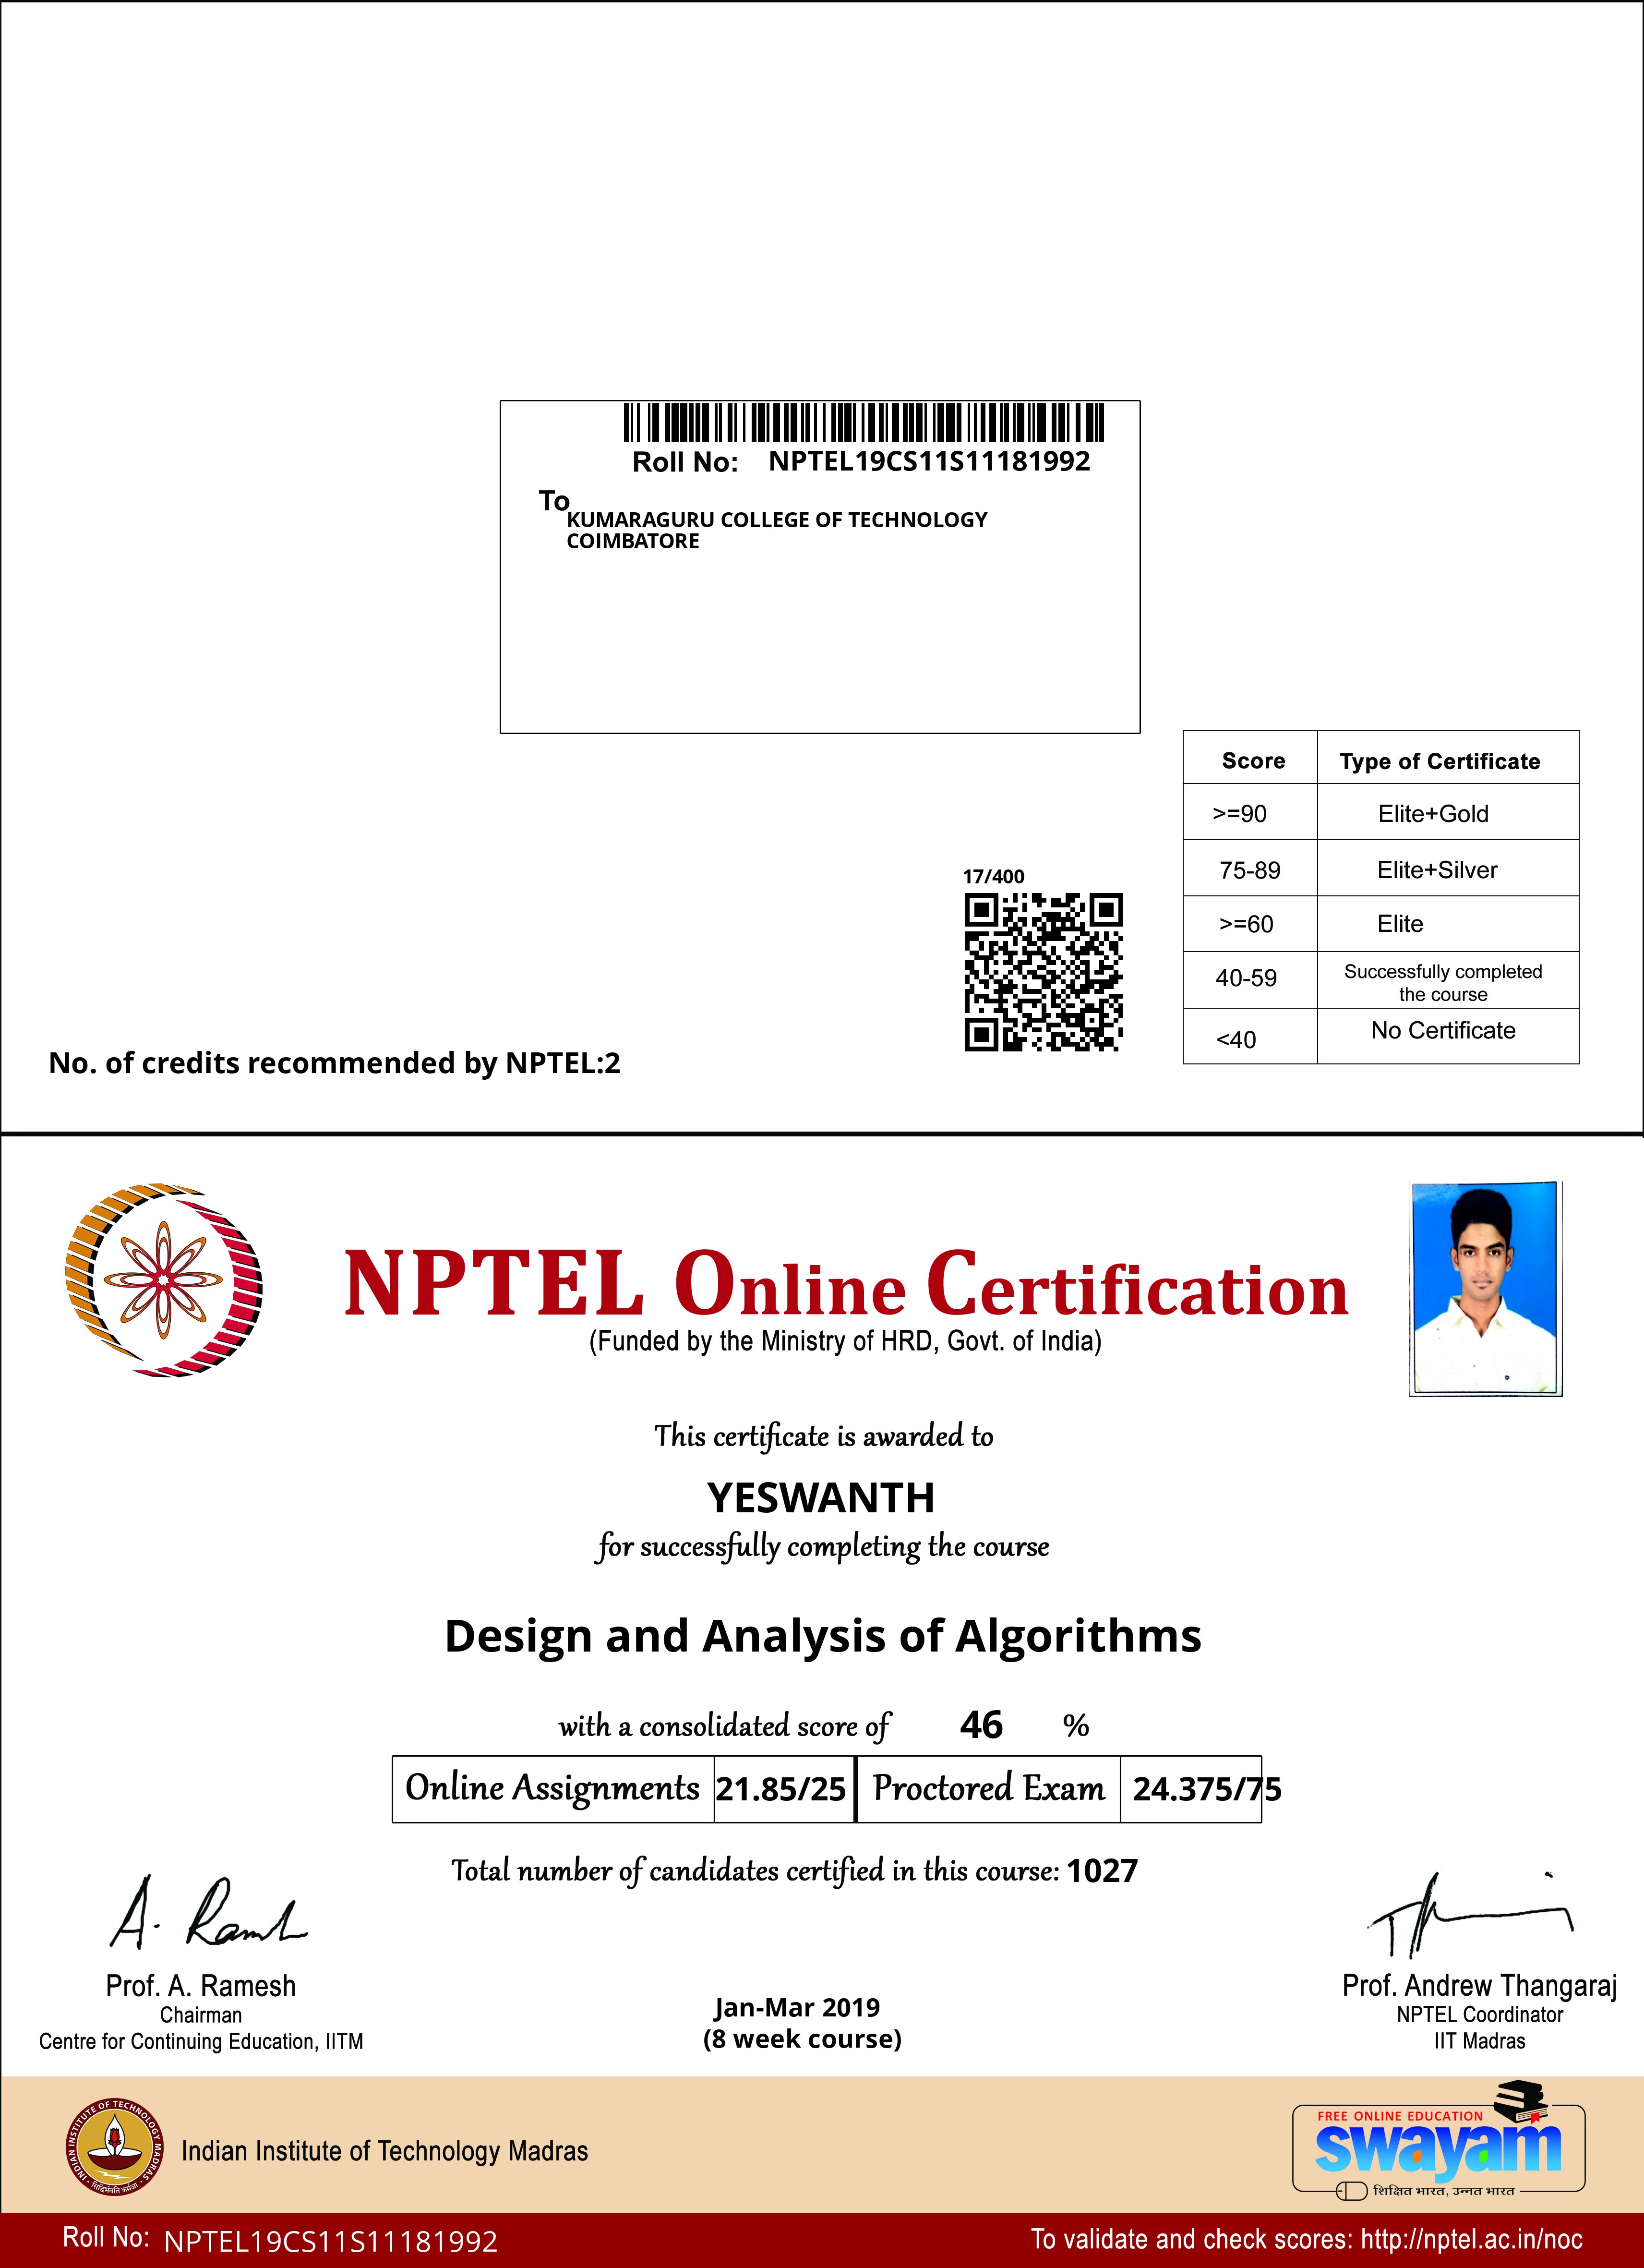 Roll No: NPTEL19CS11S11181992
To
KUMARAGURU COLLEGE OF TECHNOLOGY
COIMBATORE
Score Type of Certificate
>=90 Elite+Gold
75-89 Elite+Silver
>=60 Elite
40-59 Successfully completed
the course
<40 No Certificate
17/400
No. of credits recommended by NPTEL:2
NPTEL Online Certification
(Funded by the Ministry of HRD, Govt. of India)
This certificate is awarded to
YESWANTH
for successfully completing the course
Design and Analysis of Algorithms
with a consolidated score of 46 %
Online Assignments 21.85/25 Proctored Exam 24.375/75
Total number of candidates certified in this course: 1027
A. Ramesh
Prof. A. Ramesh
Chairman
Centre for Continuing Education, IITM
Jan-Mar 2019
(8 week course)
Prof. Andrew Thangaraj
NPTEL Coordinator
IIT Madras
INDIAN INSTITUTE OF TECHNOLOGY MADRAS
सिद्धिर्भवति कर्मजा
Indian Institute of Technology Madras
FREE ONLINE EDUCATION
swayam
शिक्षित भारत, उन्नत भारत
Roll No: NPTEL19CS11S11181992
To validate and check scores: http://nptel.ac.in/noc